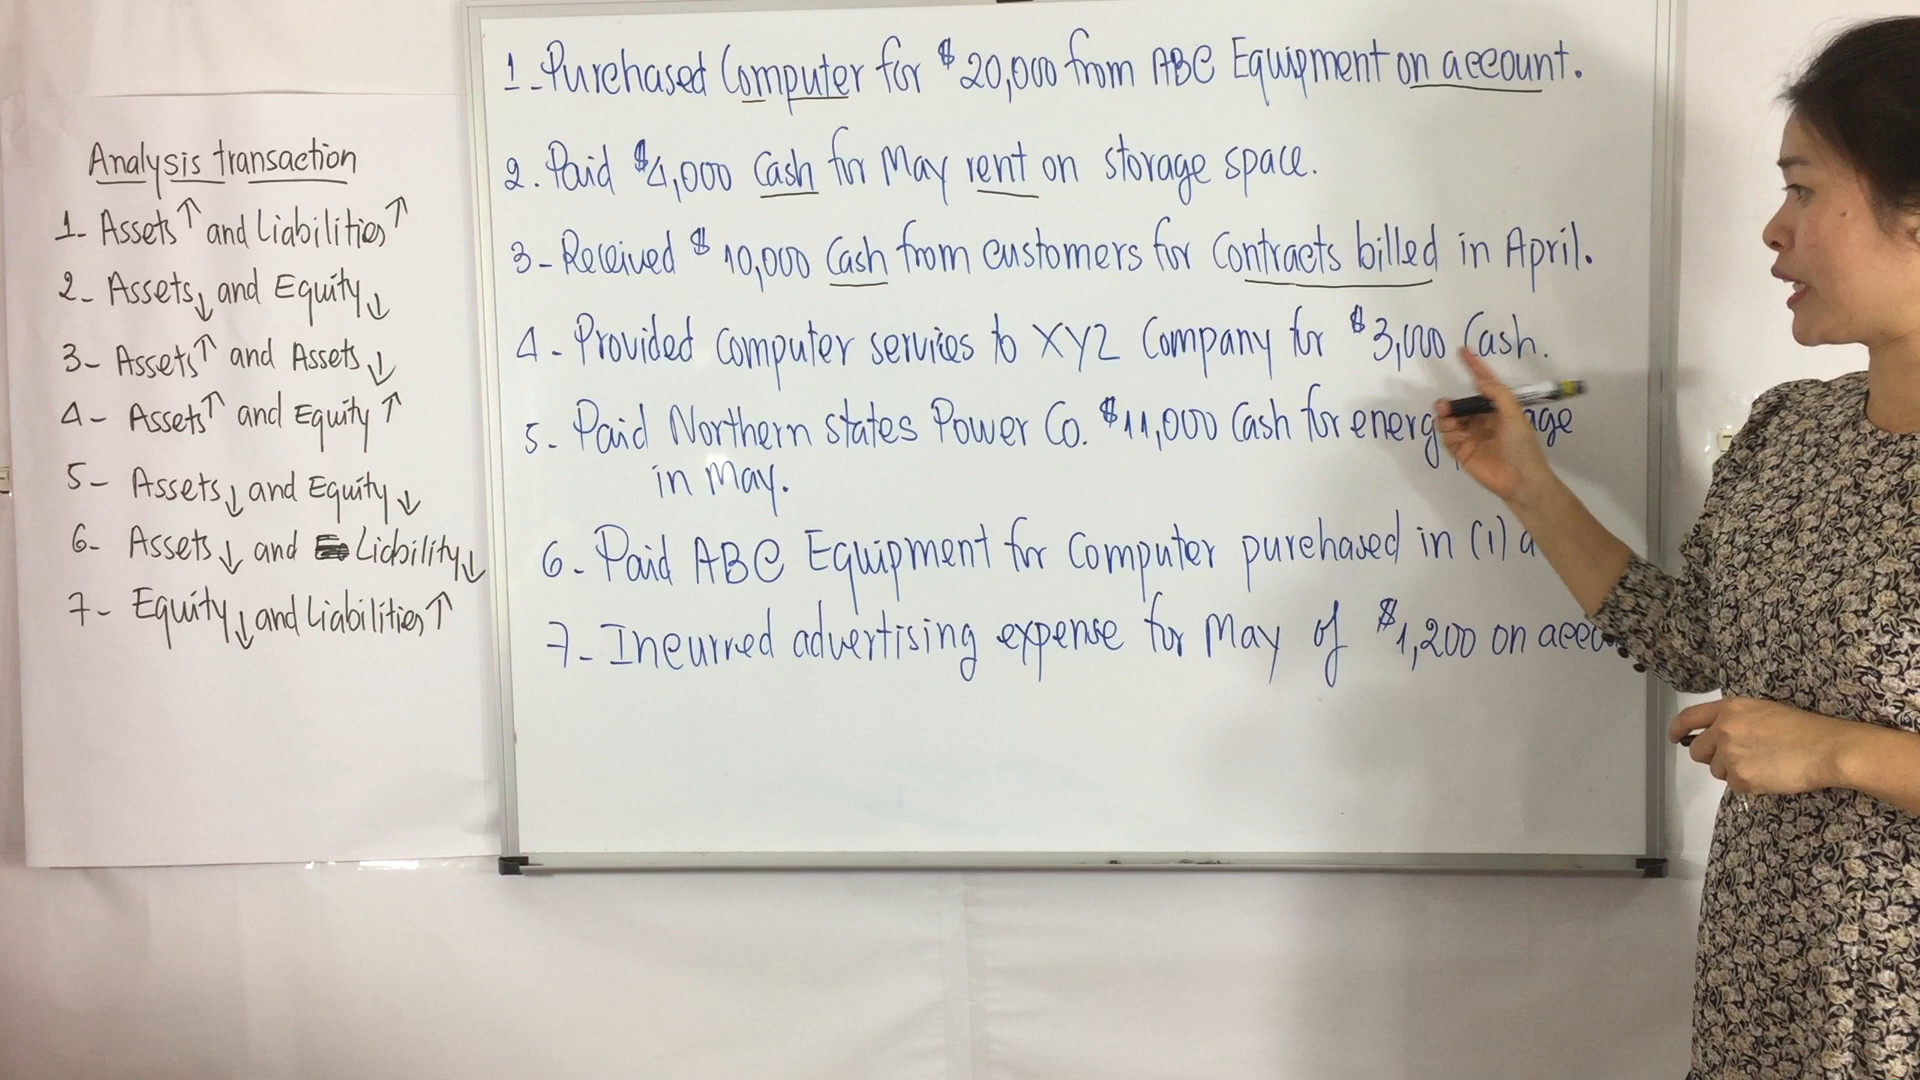 Analysis transaction
1- Assets↑ and Liabilities↑
2- Assets↓ and Equity↓
3- Assets↑ and Assets↓
4- Assets↑ and Equity↑
5- Assets↓ and Equity↓
6- Assets↓ and Liability↓
7- Equity↓ and Liabilities↑
1-Purchased Computer for $20,000 from ABC Equipment on account.
2. Paid $4,000 Cash for May rent on storage space.
3- Received $10,000 Cash from customers for Contracts billed in April.
4- Provided computer services to XYZ Company for $3,000 Cash.
5- Paid Northern states Power Co. $11,000 Cash for
in May.
6- Paid ABC Equipment for Computer purchased in (1)
7- Incurred advertising expense for May of $1,200 on